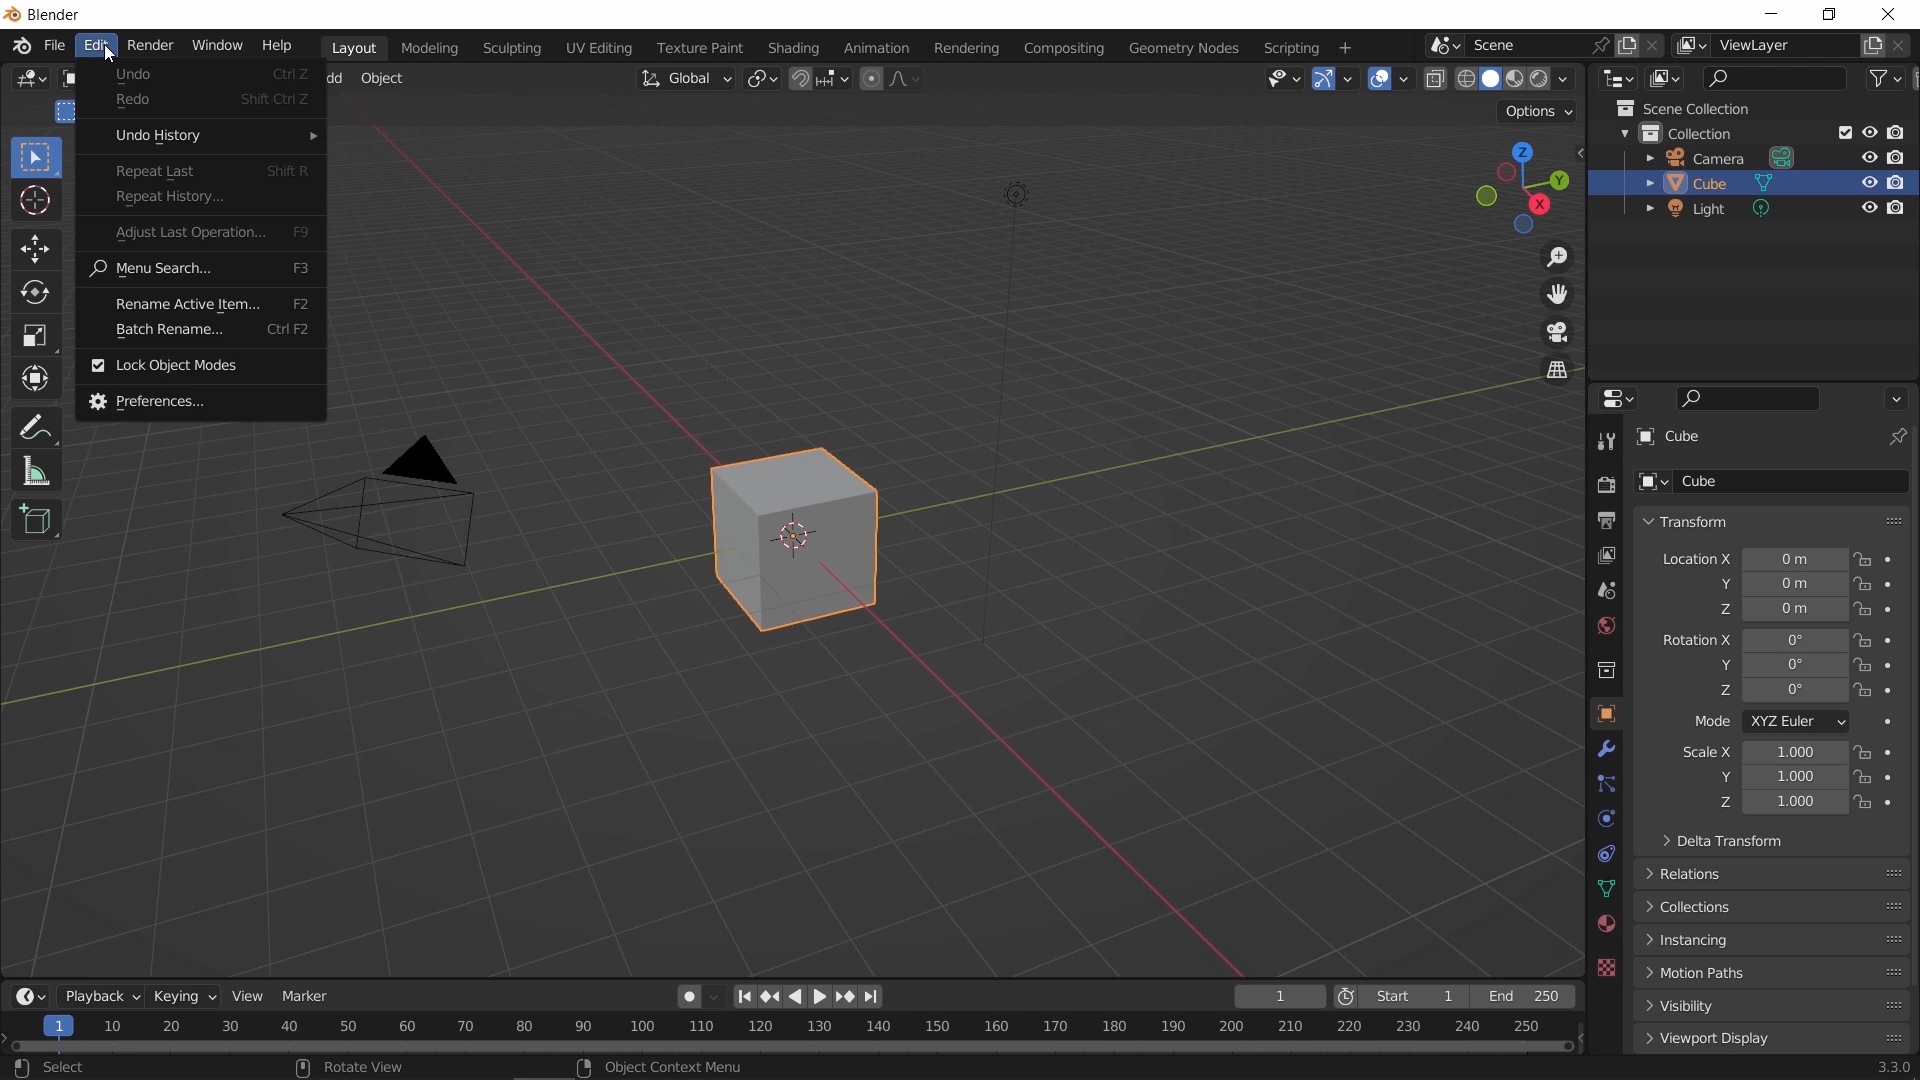 Blender
File Edit Render Window Help Layout Modeling Sculpting UV Editing Texture Paint Shading Animation Rendering Compositing Geometry Nodes Scripting + Scene ViewLayer
dd Object Global
Options
Undo Ctrl Z
Redo Shift Ctrl Z
Undo History
Repeat Last Shift R
Repeat History...
Adjust Last Operation... F9
Menu Search... F3
Rename Active Item... F2
Batch Rename... Ctrl F2
Lock Object Modes
Preferences...
Z
Y
X
Scene Collection
Collection
Camera
Cube
Light
Cube
Cube
Transform
Location X 0 m
Y 0 m
Z 0 m
Rotation X 0°
Y 0°
Z 0°
Mode XYZ Euler
Scale X 1.000
Y 1.000
Z 1.000
Delta Transform
Relations
Collections
Instancing
Motion Paths
Visibility
Viewport Display
Playback Keying View Marker 1 Start 1 End 250
1 10 20 30 40 50 60 70 80 90 100 110 120 130 140 150 160 170 180 190 200 210 220 230 240 250
Select Rotate View Object Context Menu 3.3.0